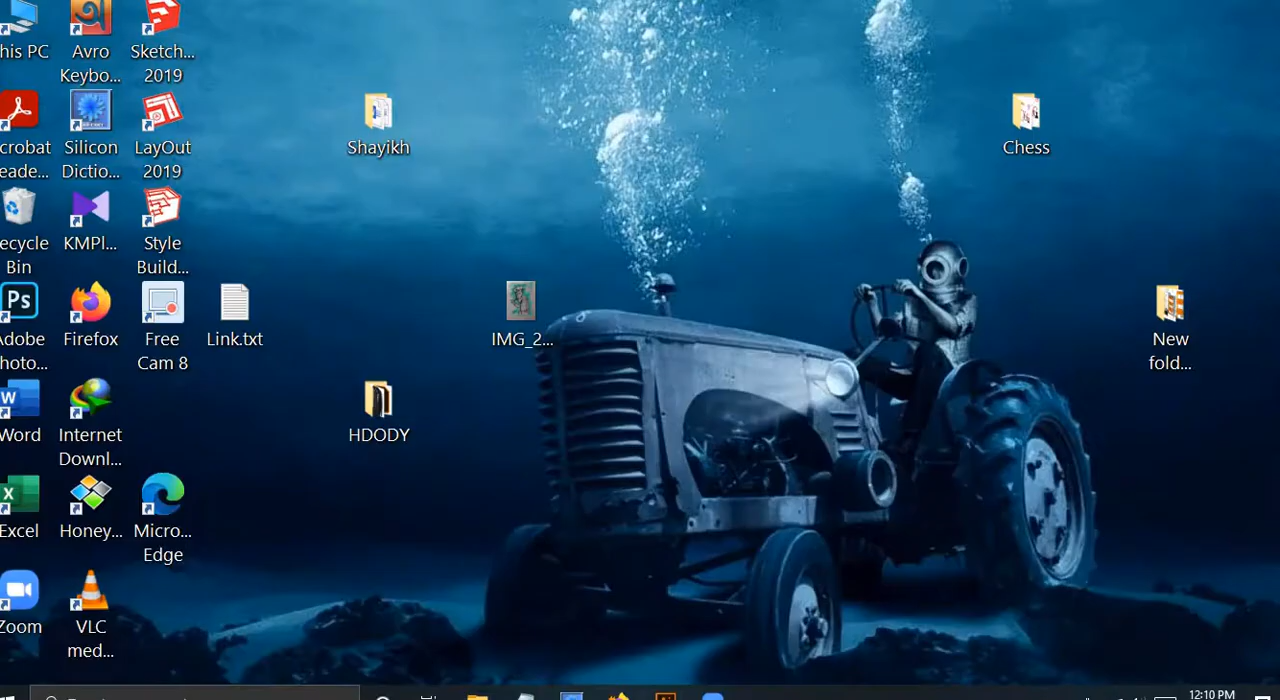 his PC
Avro
Keybo...
Sketch...
2019
crobat
eade...
Silicon
Dictio...
LayOut
2019
Shayikh
Chess
ecycle
Bin
KMPl...
Style
Build...
Adobe
hoto...
Firefox
Free
Cam 8
Link.txt
IMG_2...
New
fold...
Word
Internet
Downl...
HDODY
Excel
Honey...
Micro...
Edge
Zoom
VLC
med...
12:10 PM